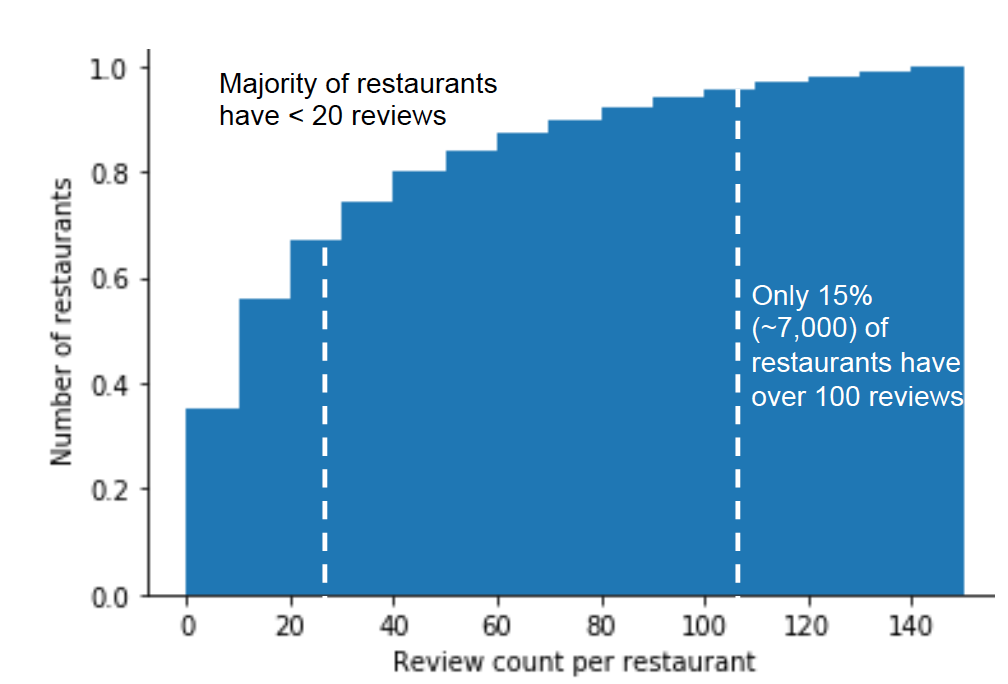 Majority of restaurants
have < 20 reviews
Only 15%
(~7,000) of
restaurants have
over 100 reviews
Number of restaurants
1.0
0.8
0.6
0.4
0.2
0.0
0 20 40 60 80 100 120 140
Review count per restaurant